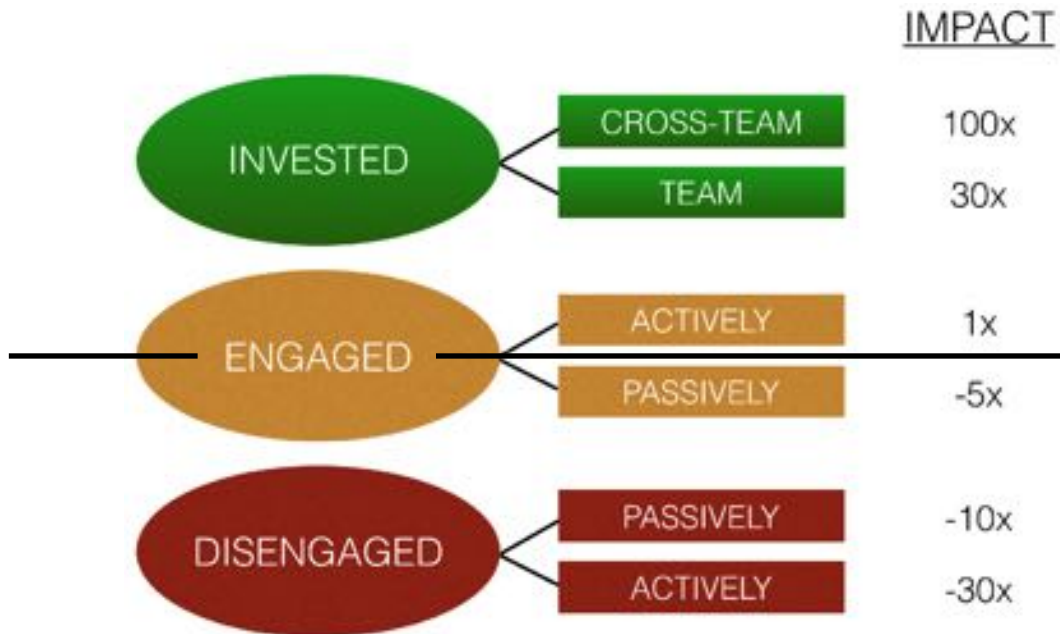 IMPACT
INVESTED
CROSS-TEAM 100x
TEAM 30x
ENGAGED
ACTIVELY 1x
PASSIVELY -5x
DISENGAGED
PASSIVELY -10x
ACTIVELY -30x